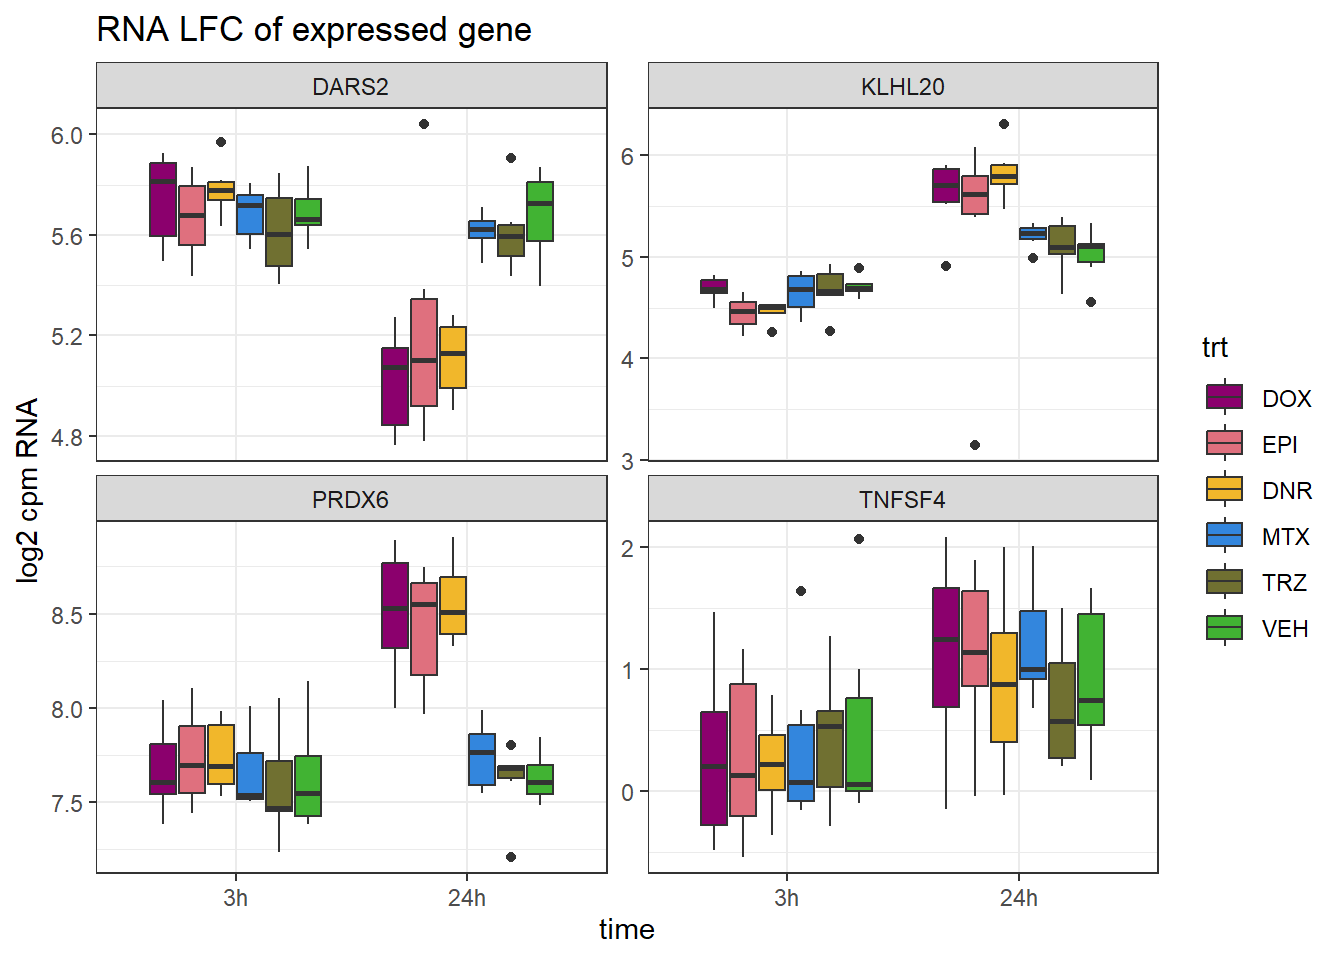 RNA LFC of expressed gene
DARS2
KLHL20
6.0
5.6
5.2
4.8
6
5
4
3
log2 cpm RNA
PRDX6
TNFSF4
8.5
8.0
7.5
2
1
0
3h
24h
3h
24h
time
trt
DOX
EPI
DNR
MTX
TRZ
VEH